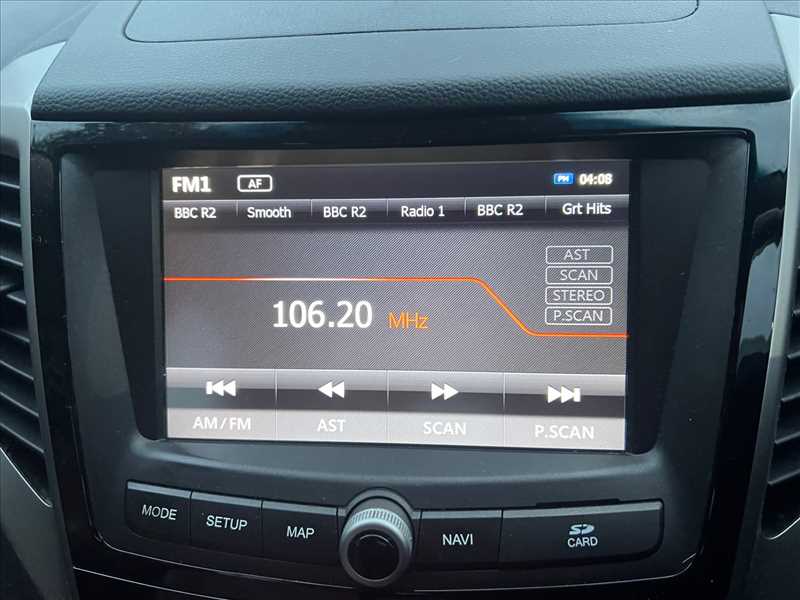 FM1 AF PM 04:08
BBC R2 Smooth BBC R2 Radio 1 BBC R2 Grt Hits
AST
SCAN
STEREO
P.SCAN
106.20 MHz
AM/FM AST SCAN P.SCAN
MODE SETUP MAP NAVI SD CARD